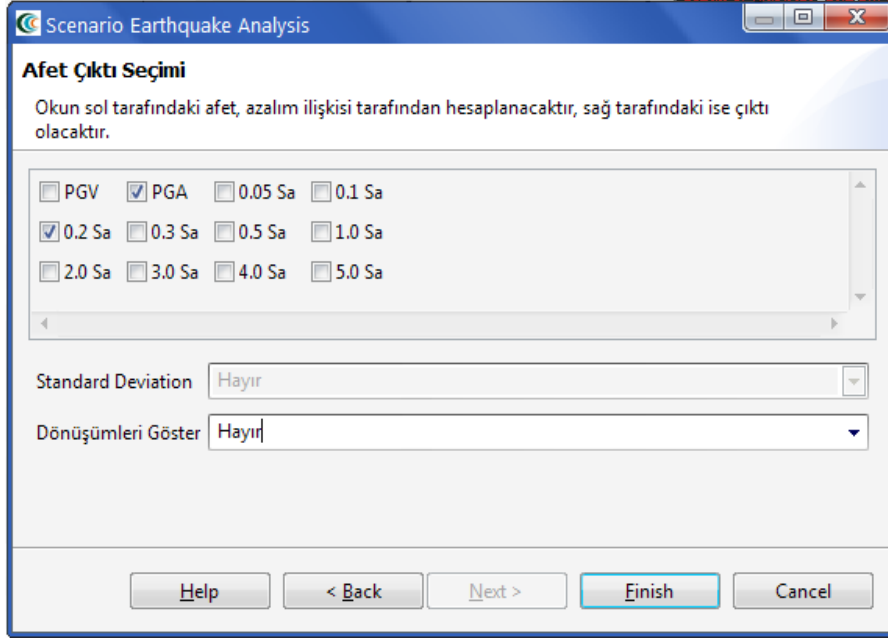 Scenario Earthquake Analysis
Afet Çıktı Seçimi
Okun sol tarafındaki afet, azalım ilişkisi tarafından hesaplanacaktır, sağ tarafındaki ise çıktı
olacaktır.
PGV PGA 0.05 Sa 0.1 Sa
0.2 Sa 0.3 Sa 0.5 Sa 1.0 Sa
2.0 Sa 3.0 Sa 4.0 Sa 5.0 Sa
Standard Deviation Hayır
Dönüşümleri Göster Hayır
Help < Back Next > Finish Cancel